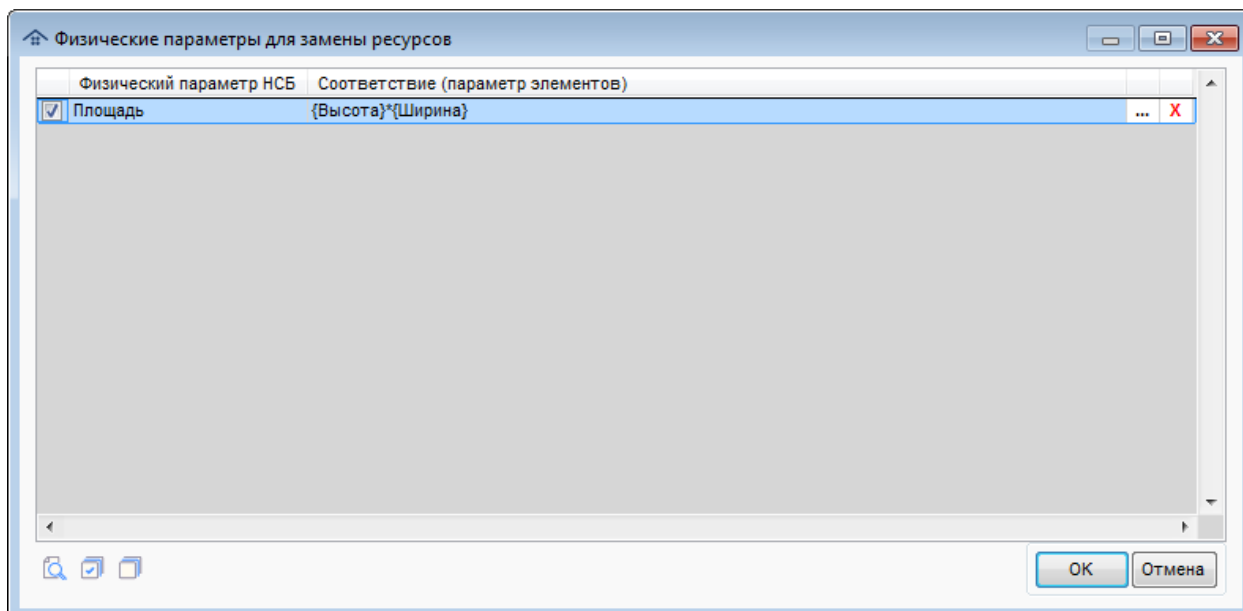 Физические параметры для замены ресурсов
Физический параметр НСБ Соответствие (параметр элементов)
Площадь {Высота}*{Ширина} ... X
OK Отмена